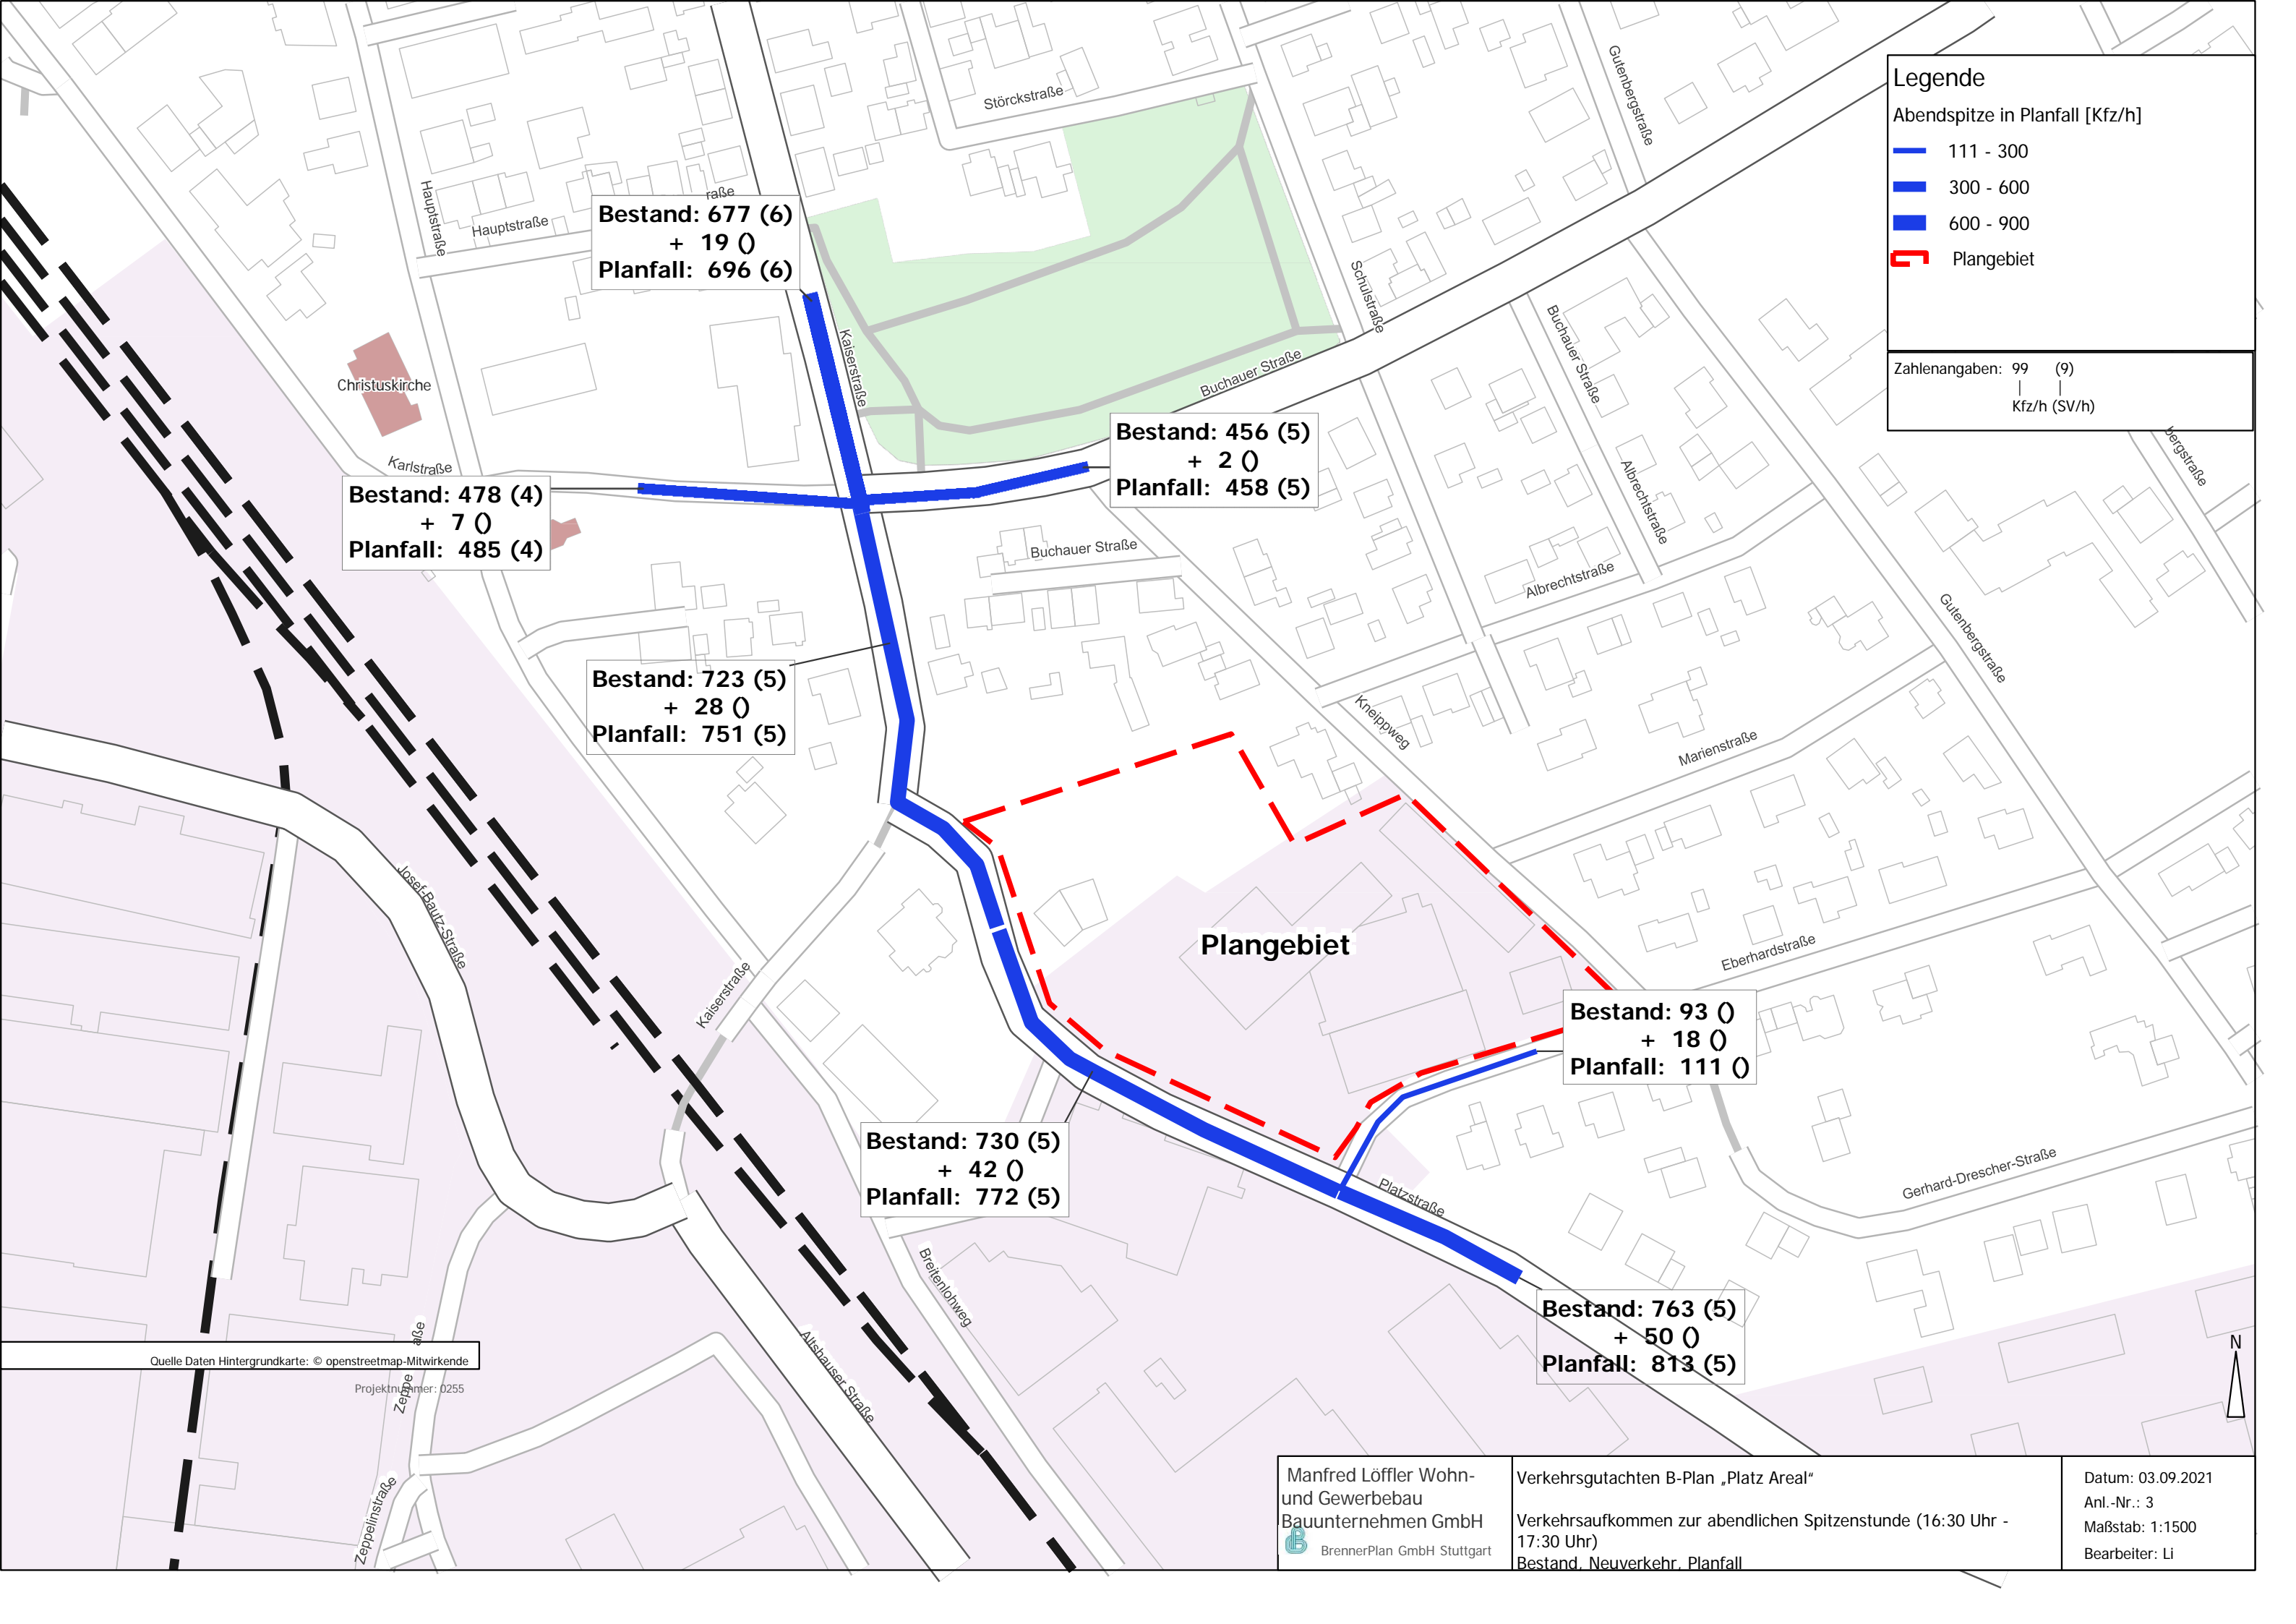 Störckstraße
Gutenbergstraße
Legende
Abendspitze in Planfall [Kfz/h]
111 - 300
300 - 600
600 - 900
Plangebiet
Zahlenangaben: 99 (9)
Kfz/h (SV/h)
Hauptstraße
Hauptstraße
raße
Bestand: 677 (6)
+ 19 ()
Planfall: 696 (6)
Schulstraße
Kaiserstraße
Buchauer Straße
Buchauer Straße
Christuskirche
Karlstraße
Bestand: 456 (5)
+ 2 ()
Planfall: 458 (5)
bergstraße
Bestand: 478 (4)
+ 7 ()
Planfall: 485 (4)
Albrechtstraße
Buchauer Straße
Albrechtstraße
Gutenbergstraße
Bestand: 723 (5)
+ 28 ()
Planfall: 751 (5)
Kneippweg
Marienstraße
Josef-Bautz-Straße
Plangebiet
Eberhardstraße
Kaiserstraße
Bestand: 93 ()
+ 18 ()
Planfall: 111 ()
Bestand: 730 (5)
+ 42 ()
Planfall: 772 (5)
Platzstraße
Gerhard-Drescher-Straße
Breitenlohweg
Bestand: 763 (5)
+ 50 ()
Planfall: 813 (5)
Altshauser Straße
Zeppe aße
Quelle Daten Hintergrundkarte: © openstreetmap-Mitwirkende
Projektnummer: 0255
Zeppelinstraße
N
Manfred Löffler Wohn-
und Gewerbebau
Bauunternehmen GmbH
BrennerPlan GmbH Stuttgart
Verkehrsgutachten B-Plan „Platz Areal“
Verkehrsaufkommen zur abendlichen Spitzenstunde (16:30 Uhr -
17:30 Uhr)
Bestand, Neuverkehr, Planfall
Datum: 03.09.2021
Anl.-Nr.: 3
Maßstab: 1:1500
Bearbeiter: Li